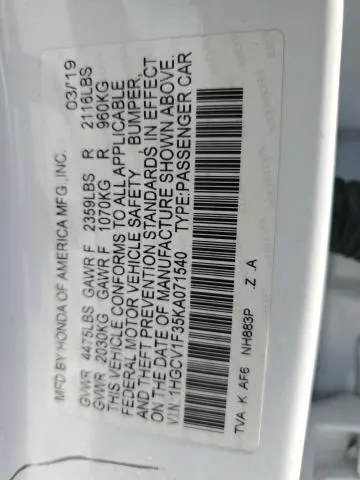 MFD BY HONDA OF AMERICA MFG.,INC. 03/19
GVWR 4475LBS GAWR F 2359LBS R 2116LBS
GVWR 2030KG GAWR F 1070KG R 960KG
THIS VEHICLE CONFORMS TO ALL APPLICABLE
FEDERAL MOTOR VEHICLE SAFETY , BUMPER,
AND THEFT PREVENTION STANDARDS IN EFFECT
ON THE DATE OF MANUFACTURE SHOWN ABOVE.
V.I.N:1HGCV1F35KA071540 TYPE:PASSENGER CAR
TVA .K AF6 NH883P .Z .A